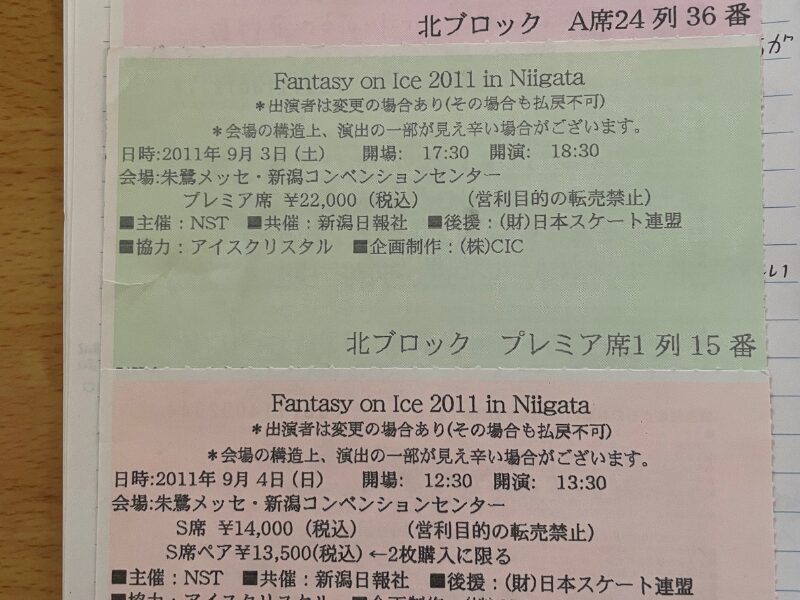 北ブロック　A席24 列 36 番
Fantasy on Ice 2011 in Niigata
＊出演者は変更の場合あり(その場合も払戻不可)
＊会場の構造上、演出の一部が見え辛い場合がございます。
日時:2011年 9月 3日 (土)　　開場:　17:30　開演:　18:30
会場:朱鷺メッセ・新潟コンベンションセンター
プレミア席 ¥22,000（税込）　　（営利目的の転売禁止）
■主催：NST　■共催：新潟日報社　■後援：(財)日本スケート連盟
■協力：アイスクリスタル　■企画制作：(株)CIC
北ブロック　プレミア席1 列 15 番
Fantasy on Ice 2011 in Niigata
＊出演者は変更の場合あり(その場合も払戻不可)
＊会場の構造上、演出の一部が見え辛い場合がございます。
日時:2011年 9月 4日 (日)　　開場:　12:30　開演:　13:30
会場:朱鷺メッセ・新潟コンベンションセンター
S席 ¥14,000（税込）　　（営利目的の転売禁止）
S席ペア¥13,500(税込) ←2枚購入に限る
■主催：NST　■共催：新潟日報社　■後援：(財)日本スケート連盟